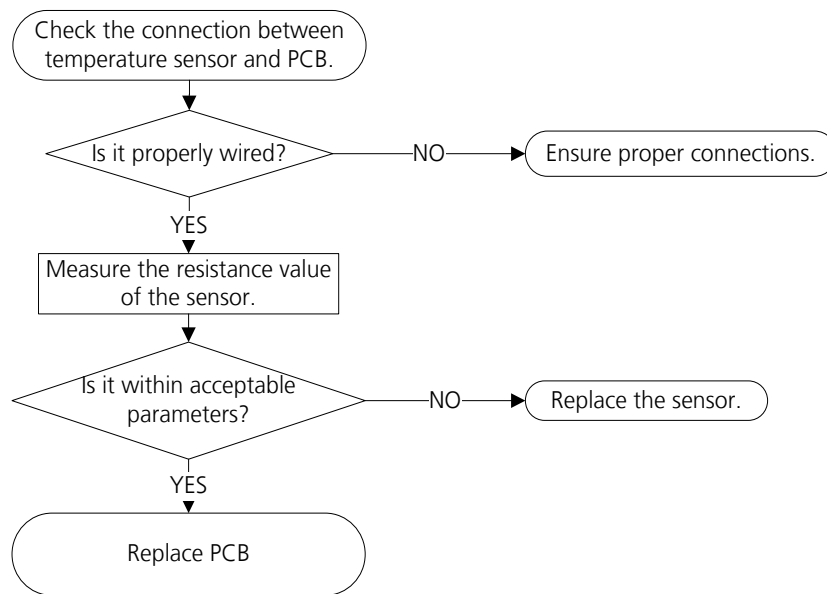 Check the connection between
temperature sensor and PCB.
Is it properly wired?
NO
Ensure proper connections.
YES
Measure the resistance value
of the sensor.
Is it within acceptable
parameters?
NO
Replace the sensor.
YES
Replace PCB